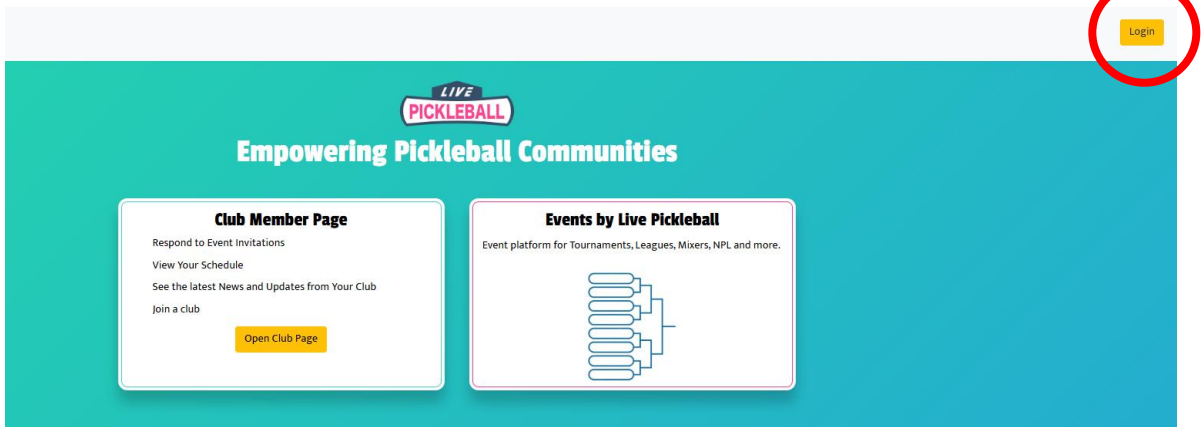 Login
LIVE
PICKLEBALL
Empowering Pickleball Communities
Club Member Page
Respond to Event Invitations
View Your Schedule
See the latest News and Updates from Your Club
Join a club
Open Club Page
Events by Live Pickleball
Event platform for Tournaments, Leagues, Mixers, NPL and more.